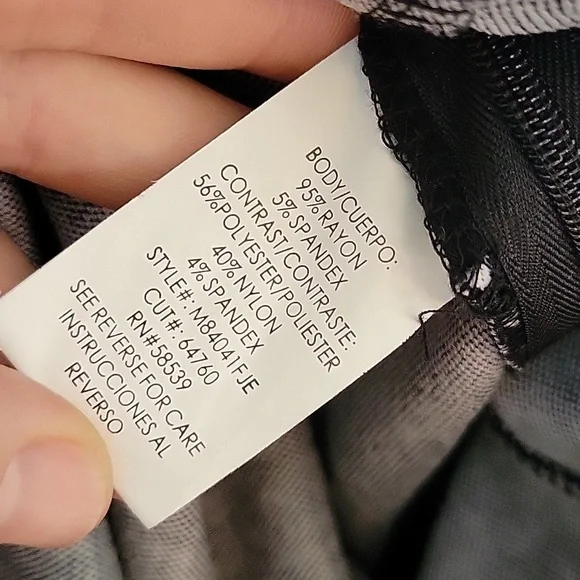 BODY/CUERPO:
95%RAYON
5%SPANDEX
CONTRAST/CONTRASTE:
56%POLYESTER/POLIESTER
40%NYLON
4%SPANDEX
STYLE#: M84041FJE
CUT#: 64760
RN#58539
SEE REVERSE FOR CARE
INSTRUCCIONES AL
REVERSO